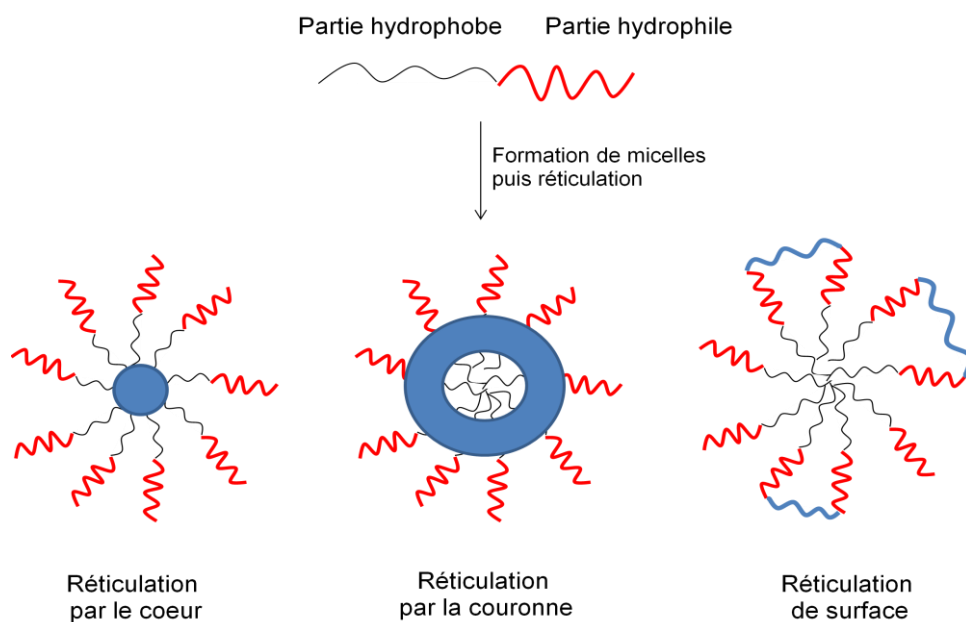 Partie hydrophobe
Partie hydrophile
Formation de micelles
puis réticulation
Réticulation
par le coeur
Réticulation
par la couronne
Réticulation
de surface